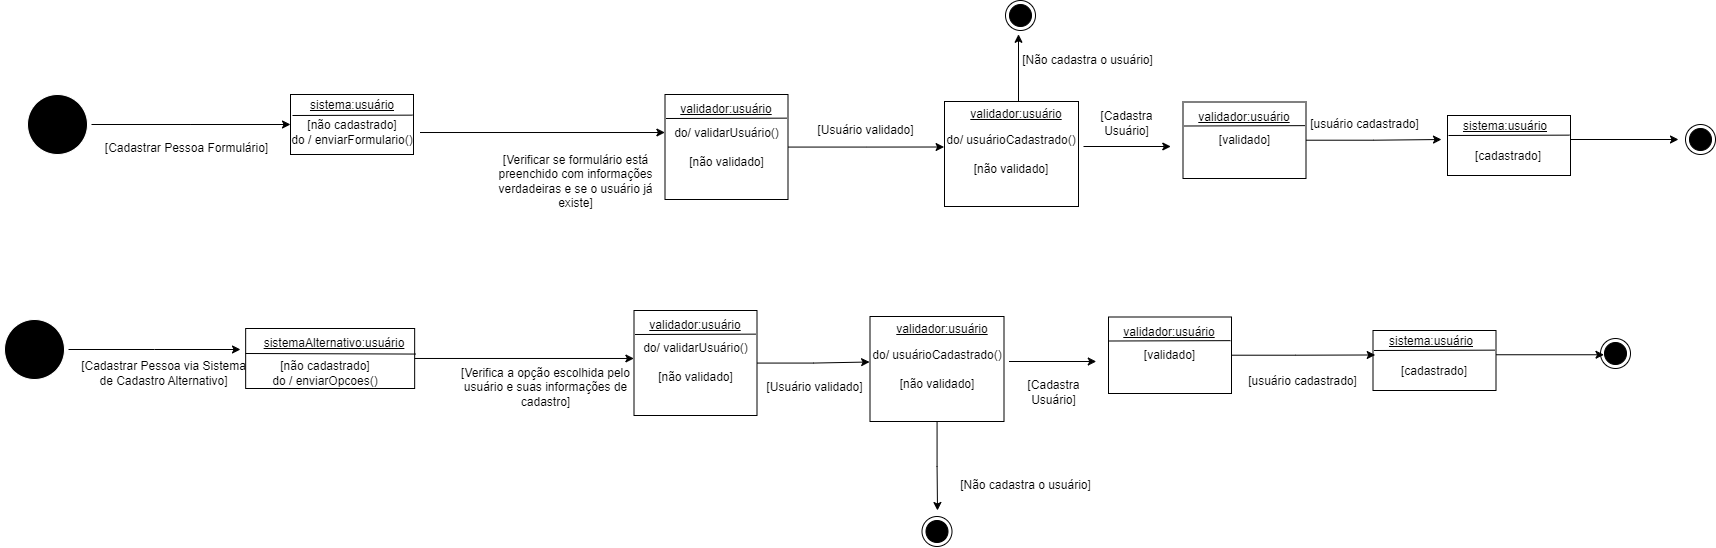 [Não cadastra o usuário]
sistema:usuário
[não cadastrado]
do / enviarFormulario()
[Cadastrar Pessoa Formulário]
[Verificar se formulário está
preenchido com informações
verdadeiras e se o usuário já
existe]
validador:usuário
do/ validarUsuário()
[não validado]
[Usuário validado]
validador:usuário
do/ usuárioCadastrado()
[não validado]
[Cadastra
Usuário]
validador:usuário
[validado]
[usuário cadastrado]
sistema:usuário
[cadastrado]
[Cadastrar Pessoa via Sistema
de Cadastro Alternativo]
sistemaAlternativo:usuário
[não cadastrado]
do / enviarOpcoes()
[Verifica a opção escolhida pelo
usuário e suas informações de
cadastro]
validador:usuário
do/ validarUsuário()
[não validado]
[Usuário validado]
validador:usuário
do/ usuárioCadastrado()
[não validado]
[Cadastra
Usuário]
validador:usuário
[validado]
[usuário cadastrado]
sistema:usuário
[cadastrado]
[Não cadastra o usuário]